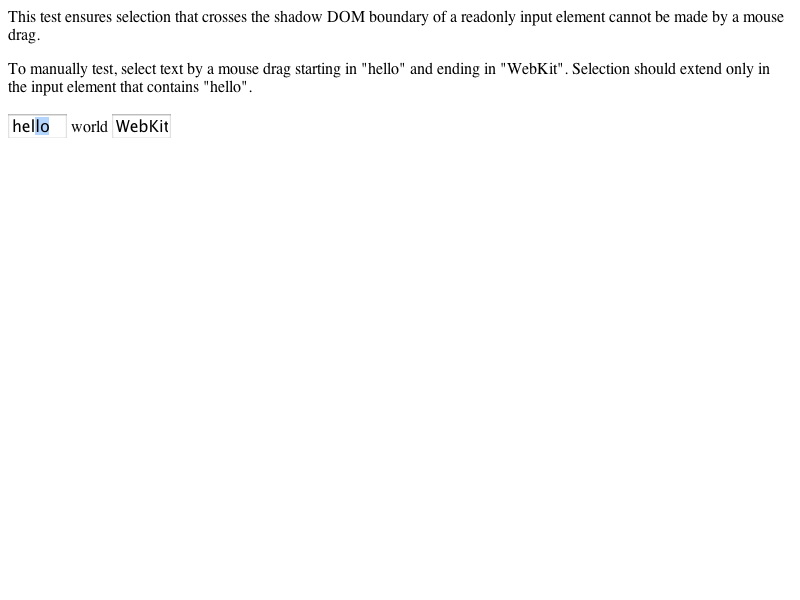 This test ensures selection that crosses the shadow DOM boundary of a readonly input element cannot be made by a mouse
drag.
To manually test, select text by a mouse drag starting in "hello" and ending in "WebKit". Selection should extend only in
the input element that contains "hello".
hello world WebKit